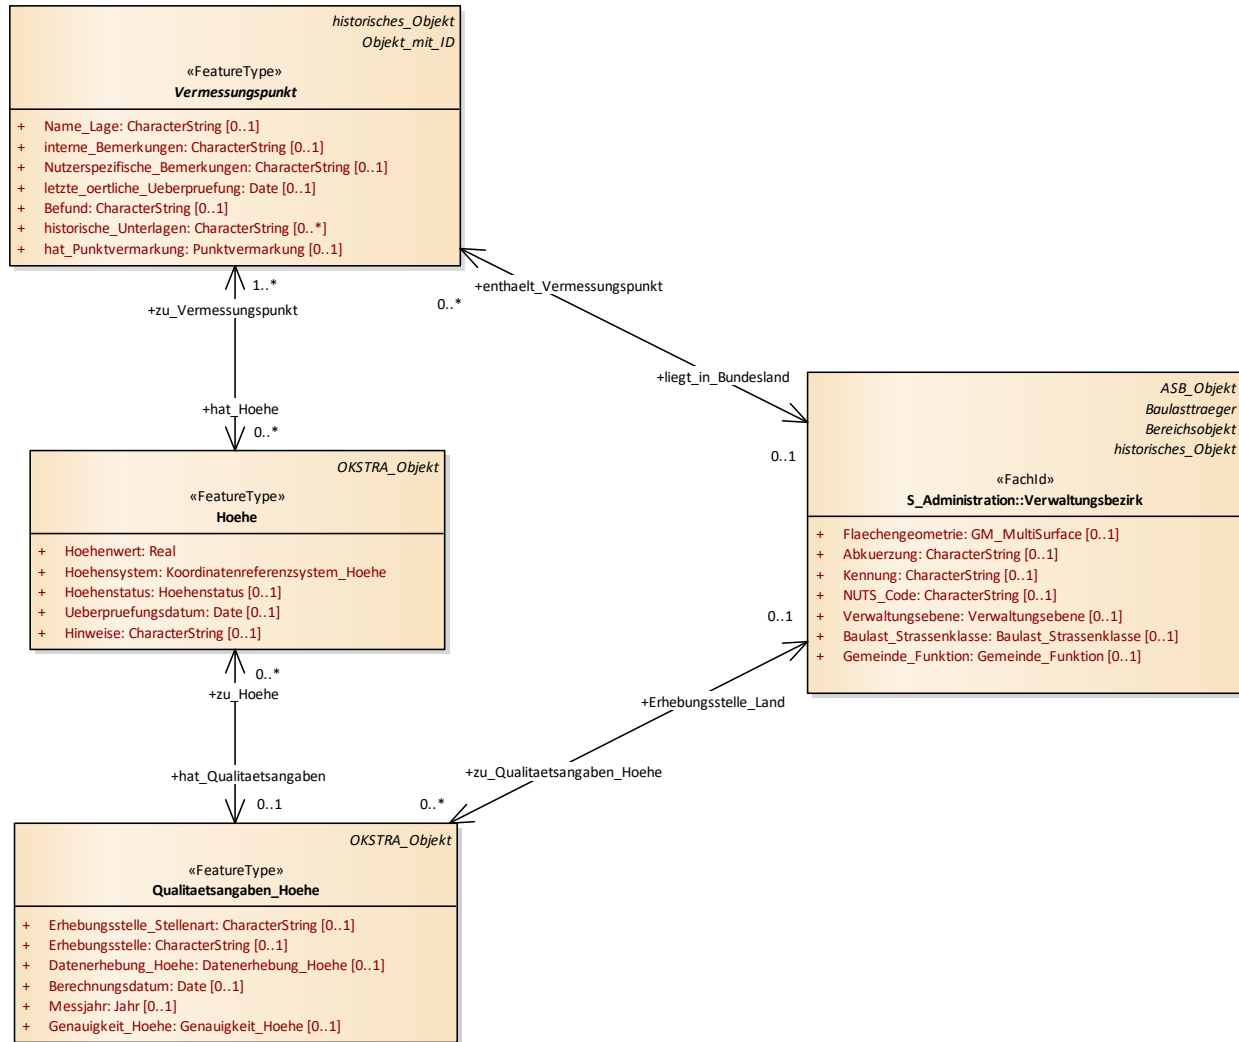 historisches_Objekt
Objekt_mit_ID
«FeatureType»
Vermessungspunkt
+ Name_Lage: CharacterString [0..1]
+ interne_Bemerkungen: CharacterString [0..1]
+ Nutzerspezifische_Bemerkungen: CharacterString [0..1]
+ letzte_oertliche_Ueberpruefung: Date [0..1]
+ Befund: CharacterString [0..1]
+ historische_Unterlagen: CharacterString [0..*]
+ hat_Punktvermarkung: Punktvermarkung [0..1]
1..*
+zu_Vermessungspunkt
+hat_Hoehe
0..*
+enthaelt_Vermessungspunkt
0..*
+liegt_in_Bundesland
0..1
OKSTRA_Objekt
«FeatureType»
Hoehe
+ Hoehenwert: Real
+ Hoehensystem: Koordinatenreferenzsystem_Hoehe
+ Hoehenstatus: Hoehenstatus [0..1]
+ Ueberpruefungsdatum: Date [0..1]
+ Hinweise: CharacterString [0..1]
ASB_Objekt
Baulasttraeger
Bereichsobjekt
historisches_Objekt
«FachId»
S_Administration::Verwaltungsbezirk
+ Flaechengeometrie: GM_MultiSurface [0..1]
+ Abkuerzung: CharacterString [0..1]
+ Kennung: CharacterString [0..1]
+ NUTS_Code: CharacterString [0..1]
+ Verwaltungsebene: Verwaltungsebene [0..1]
+ Baulast_Strassenklasse: Baulast_Strassenklasse [0..1]
+ Gemeinde_Funktion: Gemeinde_Funktion [0..1]
0..*
+zu_Hoehe
+hat_Qualitaetsangaben
0..1
0..1
+Erhebungsstelle_Land
+zu_Qualitaetsangaben_Hoehe
0..*
OKSTRA_Objekt
«FeatureType»
Qualitaetsangaben_Hoehe
+ Erhebungsstelle_Stellenart: CharacterString [0..1]
+ Erhebungsstelle: CharacterString [0..1]
+ Datenerhebung_Hoehe: Datenerhebung_Hoehe [0..1]
+ Berechnungsdatum: Date [0..1]
+ Messjahr: Jahr [0..1]
+ Genauigkeit_Hoehe: Genauigkeit_Hoehe [0..1]